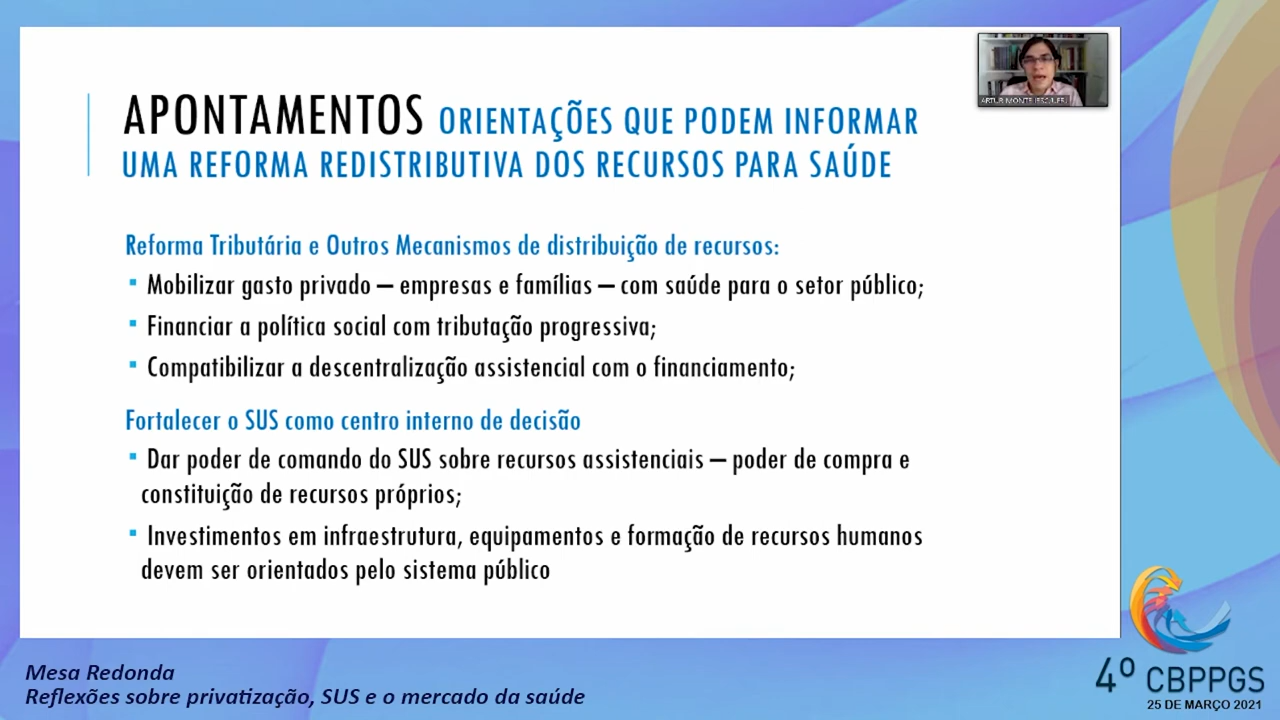 APONTAMENTOS ORIENTAÇÕES QUE PODEM INFORMAR
UMA REFORMA REDISTRIBUTIVA DOS RECURSOS PARA SAÚDE
Reforma Tributária e Outros Mecanismos de distribuição de recursos:
▪ Mobilizar gasto privado – empresas e famílias – com saúde para o setor público;
▪ Financiar a política social com tributação progressiva;
▪ Compatibilizar a descentralização assistencial com o financiamento;
Fortalecer o SUS como centro interno de decisão
▪ Dar poder de comando do SUS sobre recursos assistenciais – poder de compra e
constituição de recursos próprios;
▪ Investimentos em infraestrutura, equipamentos e formação de recursos humanos
devem ser orientados pelo sistema público
ARTUR
Mesa Redonda
Reflexões sobre privatização, SUS e o mercado da saúde
4º CBPPGS
25 DE MARÇO 2021